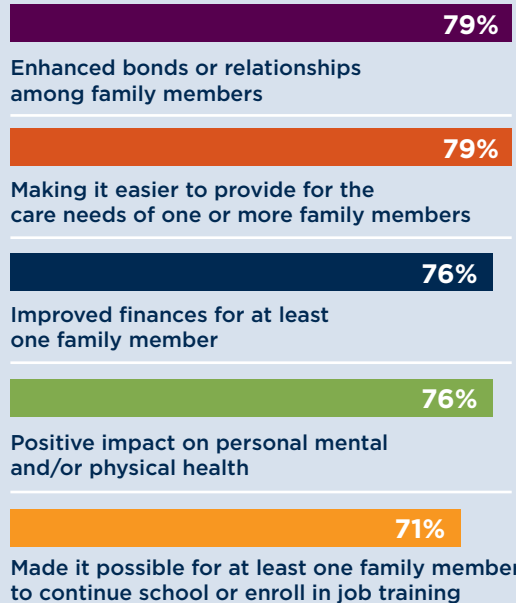 79%
Enhanced bonds or relationships
among family members
79%
Making it easier to provide for the
care needs of one or more family members
76%
Improved finances for at least
one family member
76%
Positive impact on personal mental
and/or physical health
71%
Made it possible for at least one family member
to continue school or enroll in job training